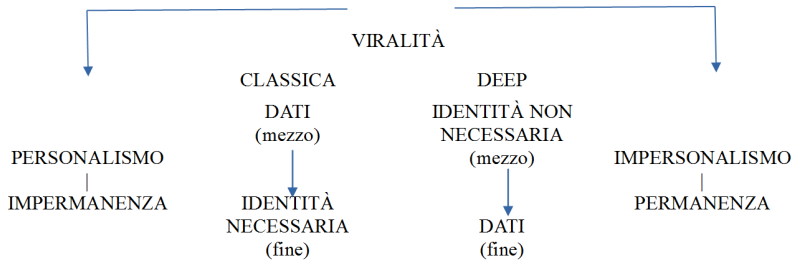 VIRALITÀ
CLASSICA
DEEP
DATI
(mezzo)
IDENTITÀ NON
NECESSARIA
(mezzo)
PERSONALISMO
IMPERSONALISMO
IMPERMANENZA
IDENTITÀ
NECESSARIA
(fine)
DATI
(fine)
PERMANENZA